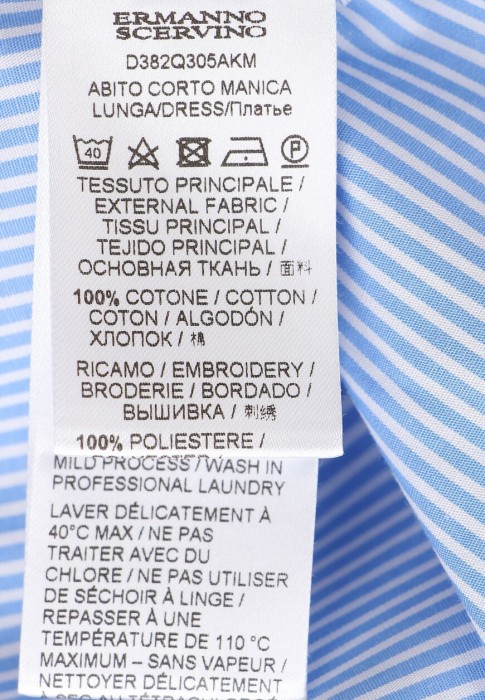 ERMANNO
SCERVINO
D382Q305AKM
ABITO CORTO MANICA
LUNGA/DRESS/Платье
40 P
TESSUTO PRINCIPALE /
EXTERNAL FABRIC /
TISSU PRINCIPAL /
TEJIDO PRINCIPAL /
ОСНОВНАЯ ТКАНЬ / 面料
100% COTONE / COTTON /
COTON / ALGODÓN /
ХЛОПОК / 棉
RICAMO / EMBROIDERY /
BRODERIE / BORDADO /
ВЫШИВКА / 刺绣
100% POLIESTERE /
MILD PROCESS / WASH IN
PROFESSIONAL LAUNDRY
LAVER DÉLICATEMENT À
40°C MAX / NE PAS
TRAITER AVEC DU
CHLORE / NE PAS UTILISER
DE SÉCHOIR À LINGE /
REPASSER À UNE
TEMPÉRATURE DE 110 °C
MAXIMUM – SANS VAPEUR /
NETTOYER DÉLICATEMENT
À SEC AU TÉTRACHLORO